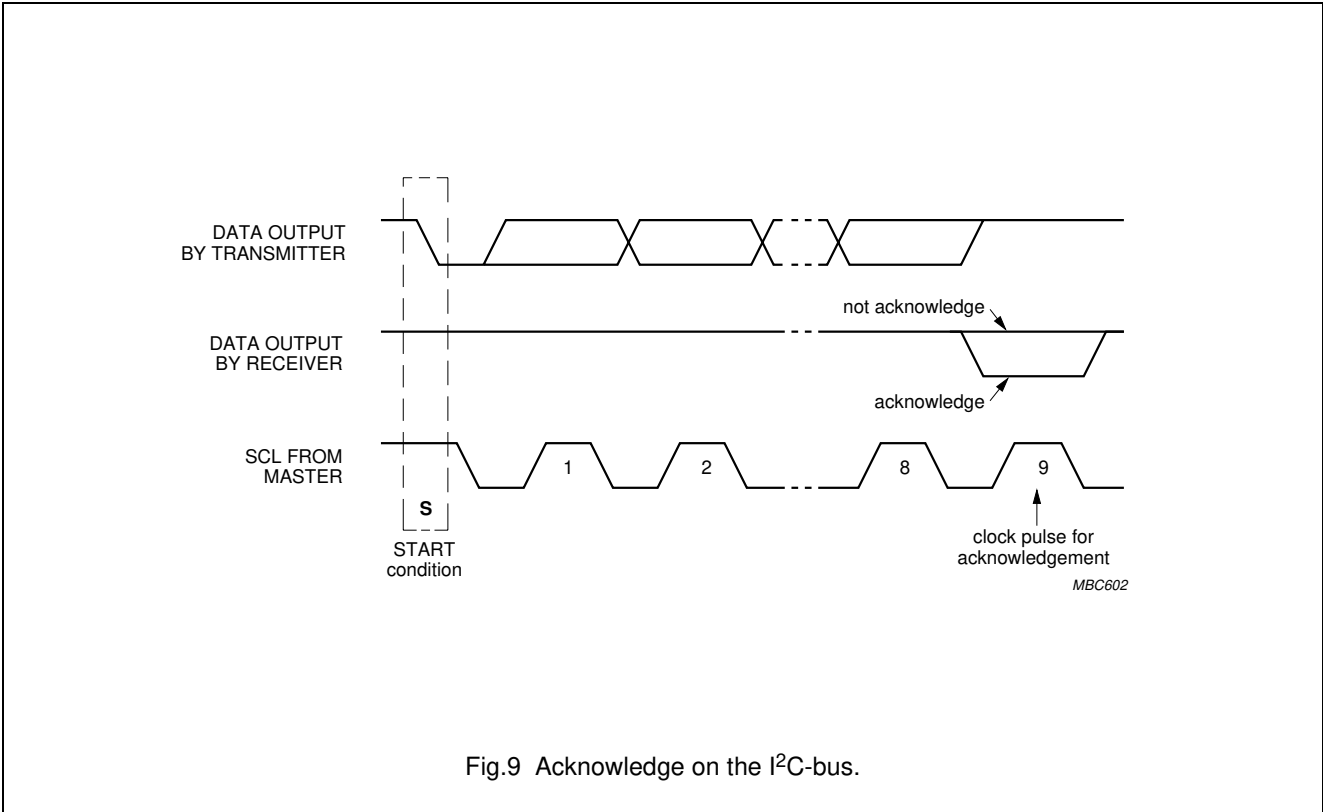 DATA OUTPUT
BY TRANSMITTER
not acknowledge
DATA OUTPUT
BY RECEIVER
acknowledge
SCL FROM
MASTER
1
2
8
9
S
START
condition
clock pulse for
acknowledgement
MBC602
Fig.9 Acknowledge on the I²C-bus.